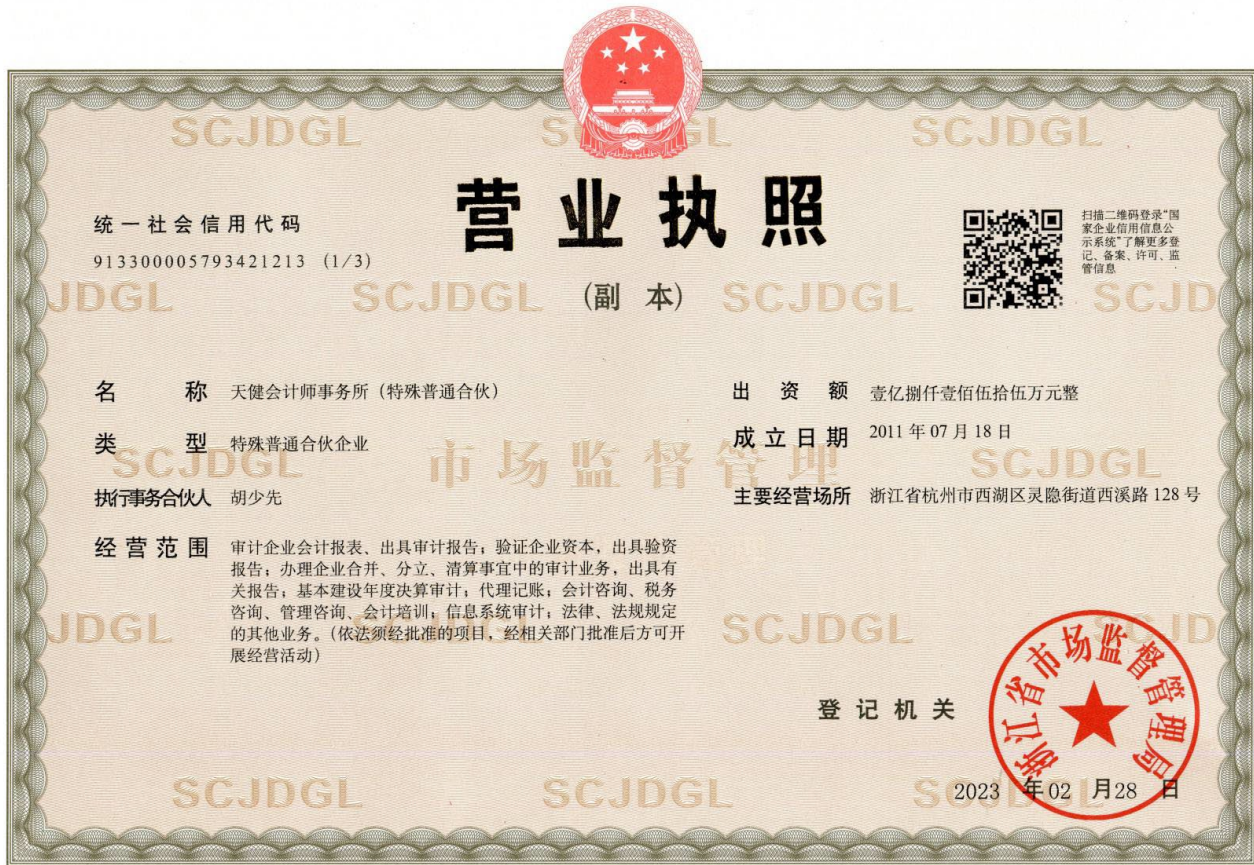 SCJDGL SCJDGL SCJDGL
营业执照
(副 本)
统一社会信用代码
913300005793421213 (1/3)
扫描二维码登录“国
家企业信用信息公
示系统”了解更多登
记、备案、许可、监
管信息
JDGL SCJDGL SCJDGL SCJD
名 称 天健会计师事务所（特殊普通合伙）
类 型 特殊普通合伙企业
执行事务合伙人 胡少先
经营范围 审计企业会计报表、出具审计报告；验证企业资本，出具验资
报告；办理企业合并、分立、清算事宜中的审计业务，出具有
关报告；基本建设年度决算审计；代理记账；会计咨询、税务
咨询、管理咨询、会计培训；信息系统审计；法律、法规规定
的其他业务。（依法须经批准的项目，经相关部门批准后方可开
展经营活动）
出 资 额 壹亿捌仟壹佰伍拾伍万元整
成立日期 2011年07月18日
主要经营场所 浙江省杭州市西湖区灵隐街道西溪路128号
SCJDGL 市场监督管理 SCJDGL
JDGL SCJDGL SCJDGL SCJD
登记机关
浙江省市场监督管理局
2023 年02 月28 日
SCJDGL SCJDGL SCJDGL